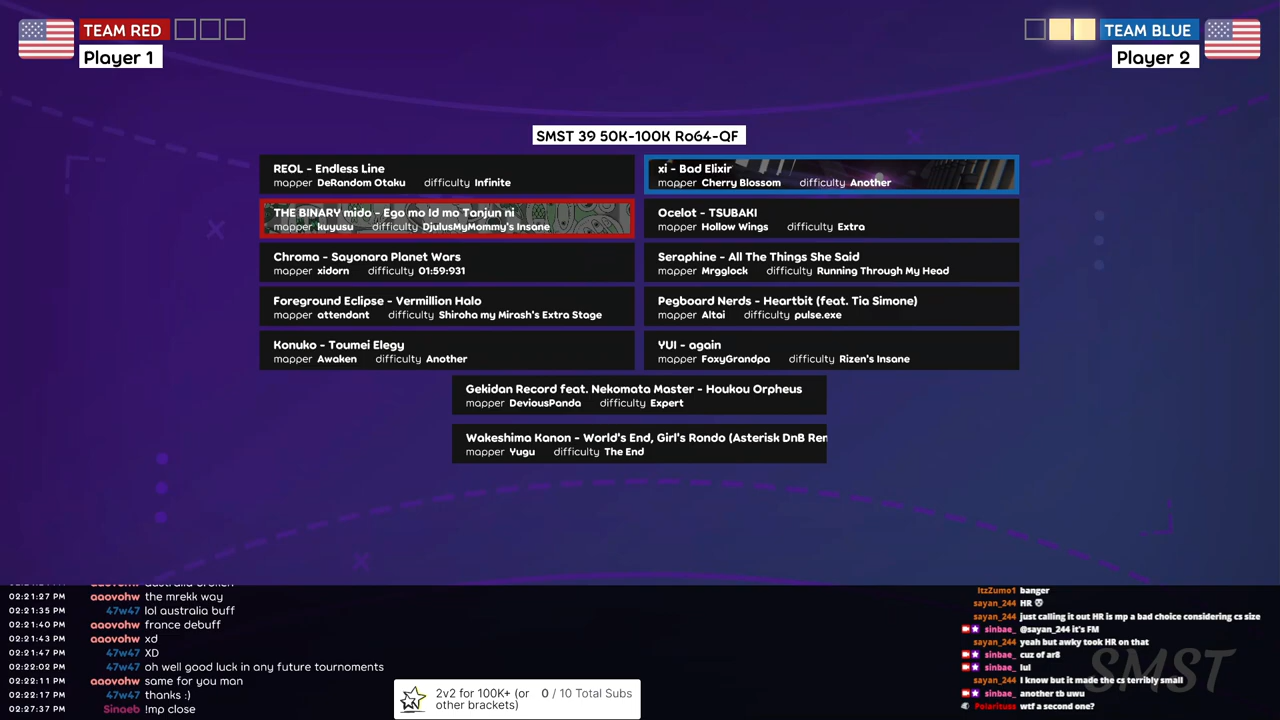 TEAM RED
Player 1
TEAM BLUE
Player 2
SMST 39 50K-100K Ro64-QF
REOL - Endless Line
mapper DeRandom Otaku difficulty Infinite
xi - Bad Elixir
mapper Cherry Blossom difficulty Another
THE BINARY mido - Ego mo Id mo Tonjun ni
mapper kuyusu difficulty DjulusMyMommy's Insane
Ocelot - TSUBAKI
mapper Hollow Wings difficulty Extra
Chroma - Sayonara Planet Wars
mapper xidorn difficulty 01:59:931
Seraphine - All The Things She Said
mapper Mrgglock difficulty Running Through My Head
Foreground Eclipse - Vermillion Halo
mapper attendant difficulty Shiroha my Mirash's Extra Stage
Pegboard Nerds - Heartbit (feat. Tia Simone)
mapper Altai difficulty pulse.exe
Konuko - Toumei Elegy
mapper Awaken difficulty Another
YUI - again
mapper FoxyGrandpa difficulty Rizen's Insane
Gekidan Record feat. Nekomata Master - Houkou Orpheus
mapper DeviousPanda difficulty Expert
Wakeshima Kanon - World's End, Girl's Rondo (Asterisk DnB Rem
mapper Yugu difficulty The End
02:21:27 PM aaovohw the mrekk way
02:21:35 PM 47w47 lol australia buff
02:21:40 PM aaovohw france debuff
02:21:43 PM aaovohw xd
02:21:47 PM 47w47 XD
02:22:02 PM 47w47 oh well good luck in any future tournoments
02:22:11 PM aaovohw same for you man
02:22:17 PM 47w47 thanks :)
02:27:37 PM Sinaeb !mp close
2v2 for 100K+ (or other brackets)
0 / 10 Total Subs
ItzZumo1 banger
sayan_244 HR
sayan_244 just calling it out HR is mp a bad choice considering cs size
sinbae_ @sayan_244 it's FM
sayan_244 yeah but awky took HR on that
sinbae_ cuz of ar8
sinbae_ lul
sayan_244 I know but it made the cs terribly small
sinbae_ another tb uwu
Polarituss wtf a second one?
SMST